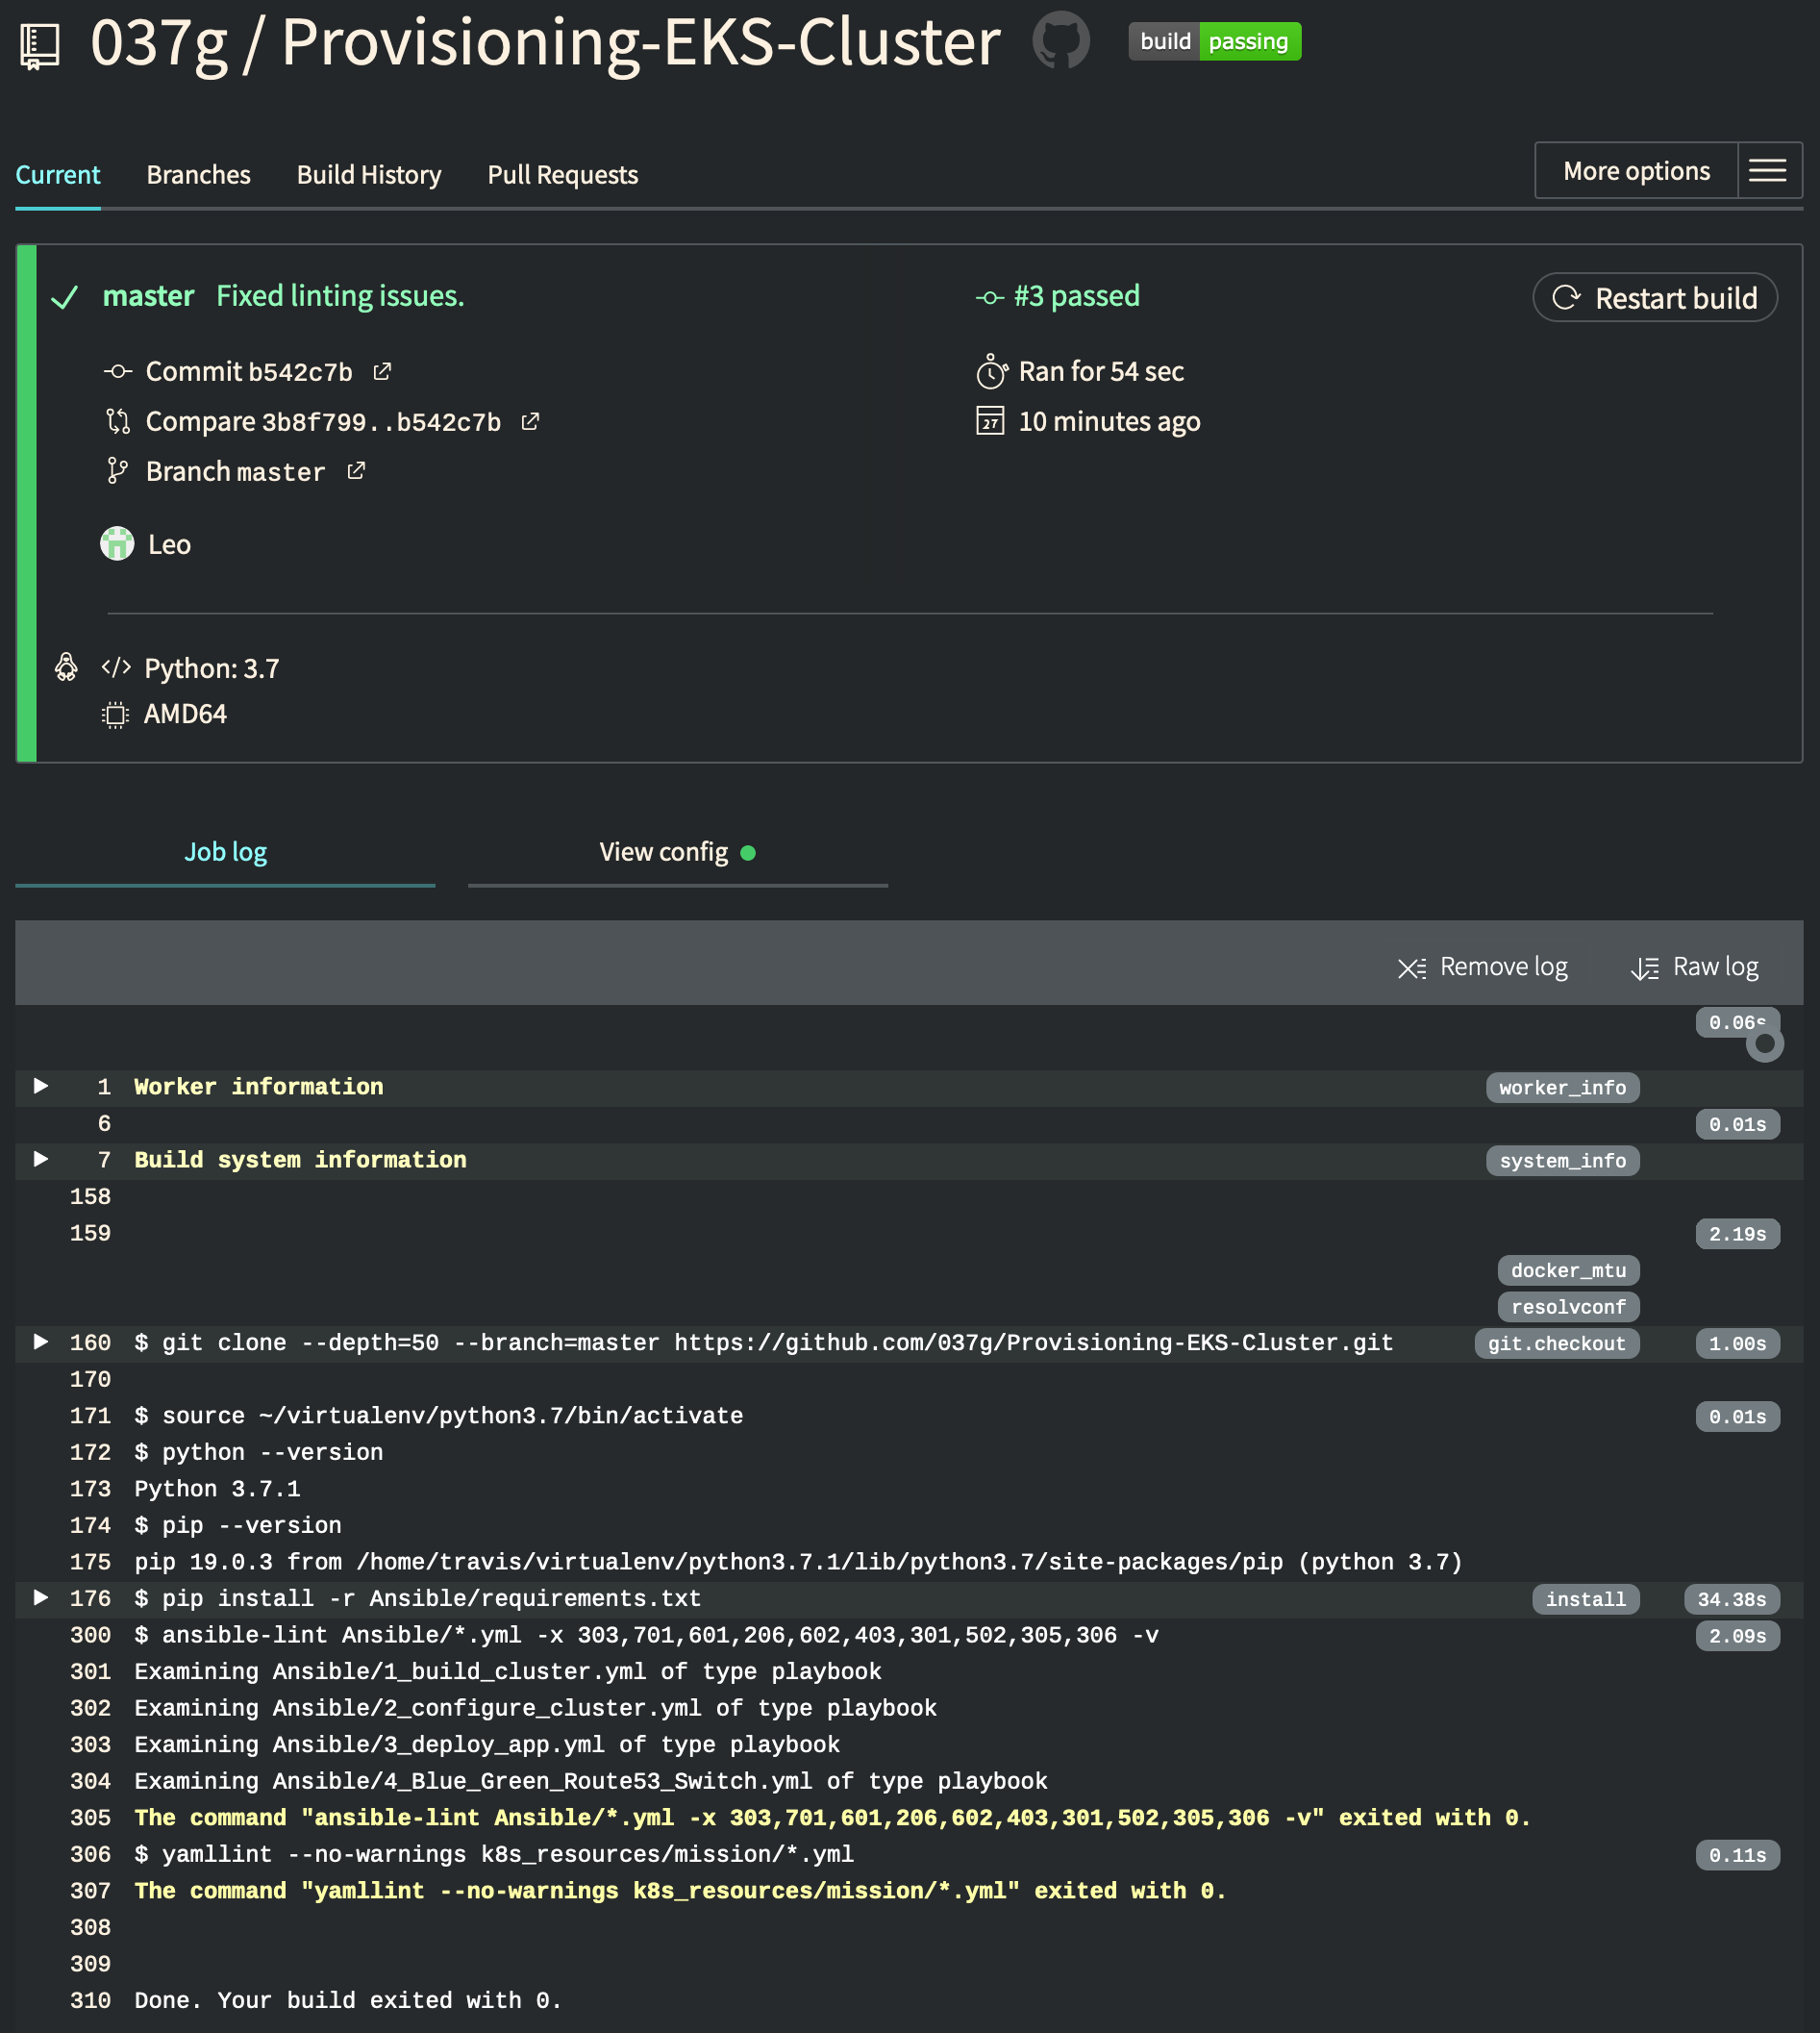 037g / Provisioning-EKS-Cluster build passing
Current Branches Build History Pull Requests More options
master Fixed linting issues. #3 passed Restart build
Commit b542c7b Ran for 54 sec
Compare 3b8f799..b542c7b 27 10 minutes ago
Branch master
Leo
</> Python: 3.7
AMD64
Job log View config
Remove log Raw log
0.06s
1 Worker information worker_info
6 0.01s
7 Build system information system_info
158
159 2.19s
docker_mtu
resolvconf
160 $ git clone --depth=50 --branch=master https://github.com/037g/Provisioning-EKS-Cluster.git git.checkout 1.00s
170
171 $ source ~/virtualenv/python3.7/bin/activate 0.01s
172 $ python --version
173 Python 3.7.1
174 $ pip --version
175 pip 19.0.3 from /home/travis/virtualenv/python3.7.1/lib/python3.7/site-packages/pip (python 3.7)
176 $ pip install -r Ansible/requirements.txt install 34.38s
300 $ ansible-lint Ansible/*.yml -x 303,701,601,206,602,403,301,502,305,306 -v 2.09s
301 Examining Ansible/1_build_cluster.yml of type playbook
302 Examining Ansible/2_configure_cluster.yml of type playbook
303 Examining Ansible/3_deploy_app.yml of type playbook
304 Examining Ansible/4_Blue_Green_Route53_Switch.yml of type playbook
305 The command "ansible-lint Ansible/*.yml -x 303,701,601,206,602,403,301,502,305,306 -v" exited with 0.
306 $ yamllint --no-warnings k8s_resources/mission/*.yml 0.11s
307 The command "yamllint --no-warnings k8s_resources/mission/*.yml" exited with 0.
308
309
310 Done. Your build exited with 0.